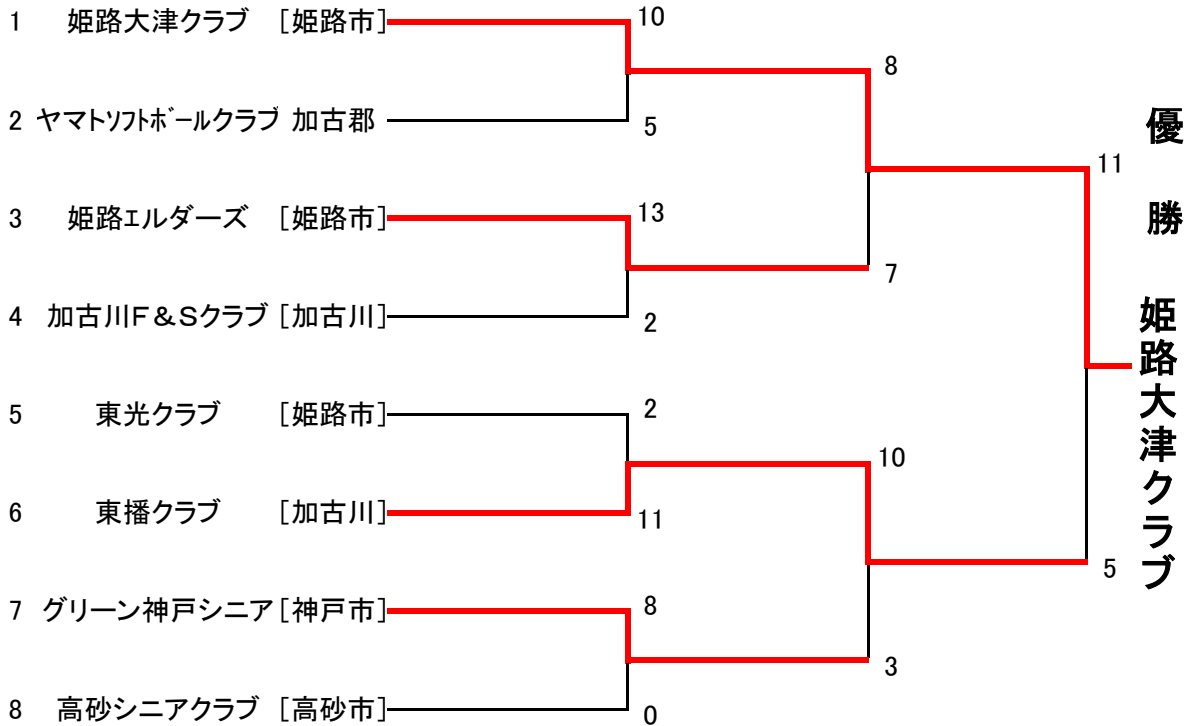 1 姫路大津クラブ [姫路市] 10
8
2 ヤマトソフトボールクラブ 加古郡 5
11
3 姫路エルダーズ [姫路市] 13
7
4 加古川F&Sクラブ [加古川] 2
5 東光クラブ [姫路市] 2
10
6 東播クラブ [加古川] 11
5
7 グリーン神戸シニア [神戸市] 8
3
8 高砂シニアクラブ [高砂市] 0
優勝 姫路大津クラブ